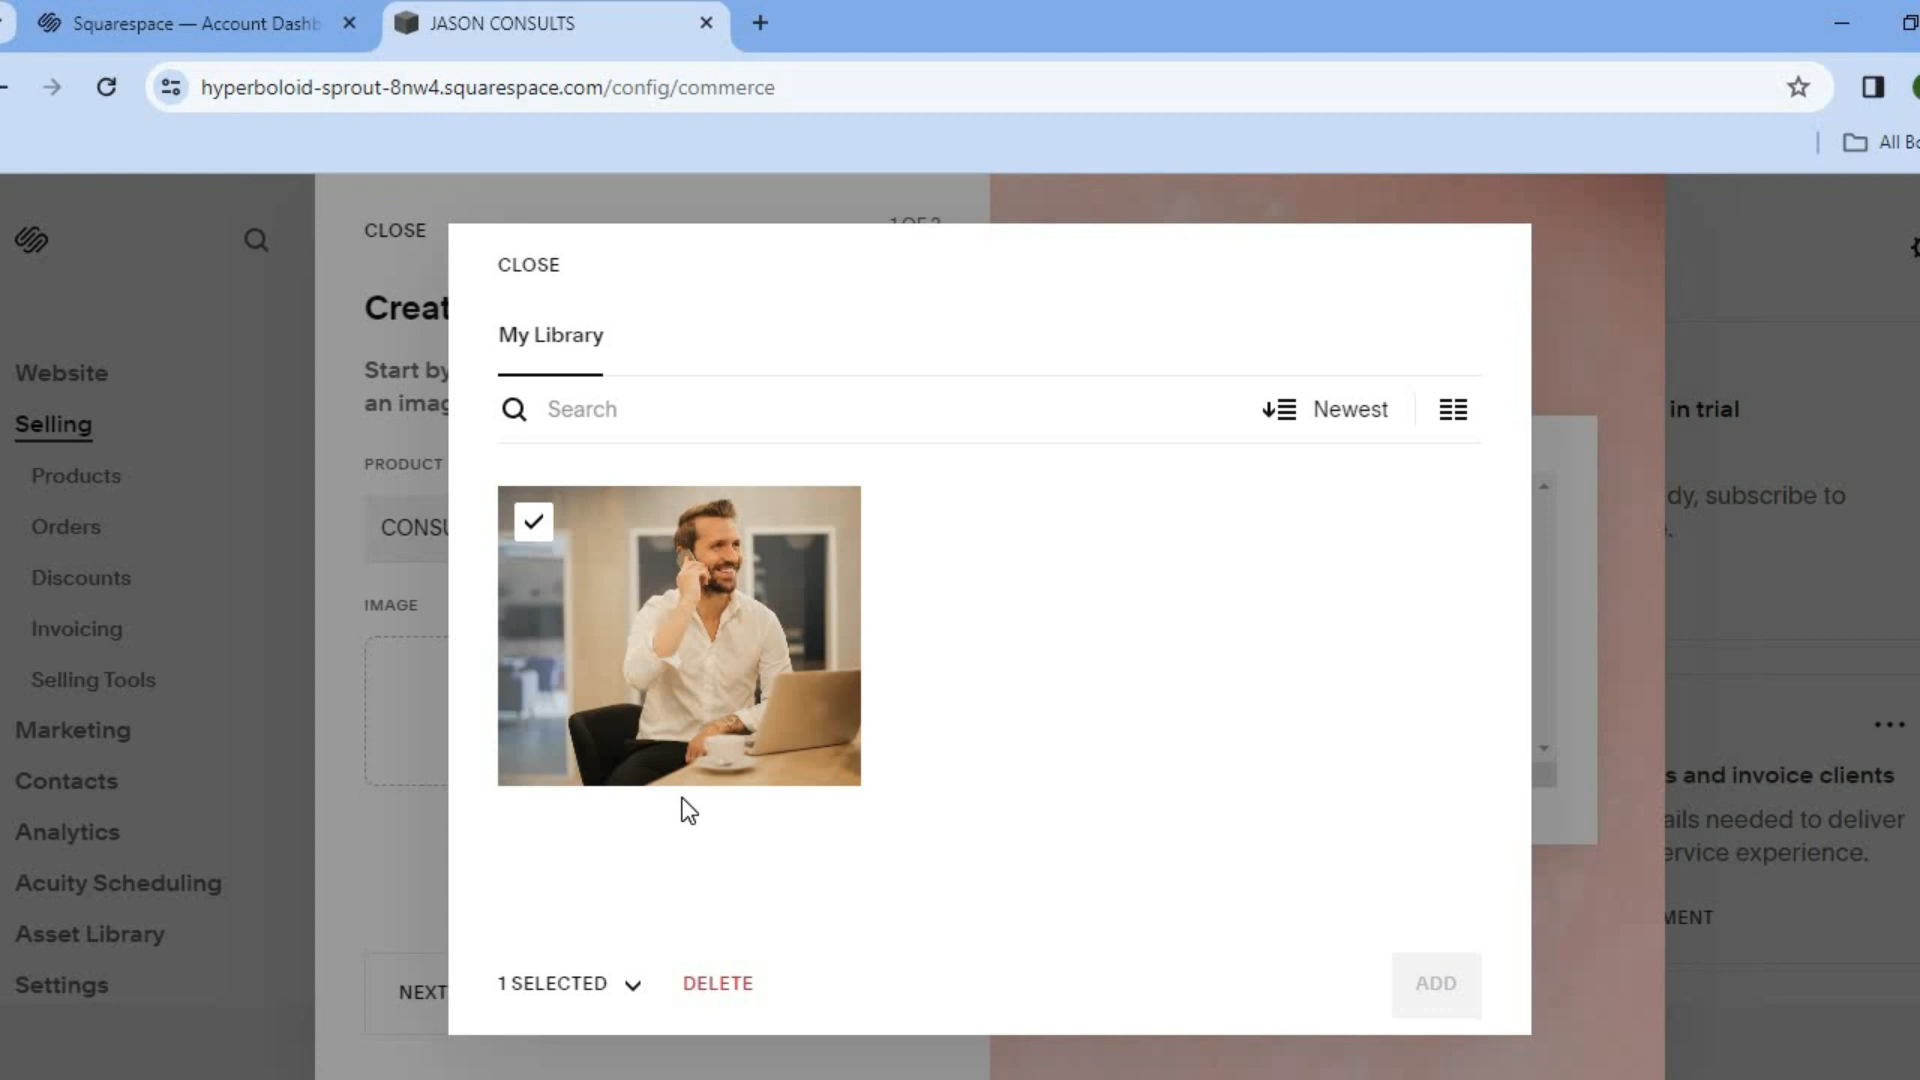 Squarespace — Account Dashb
JASON CONSULTS
hyperboloid-sprout-8nw4.squarespace.com/config/commerce
All Bo
CLOSE
CLOSE
My Library
Search
Newest
Creat
Start by
an imag
PRODUCT
CONSU
IMAGE
NEXT
1 SELECTED
DELETE
ADD
Website
Selling
Products
Orders
Discounts
Invoicing
Selling Tools
Marketing
Contacts
Analytics
Acuity Scheduling
Asset Library
Settings
in trial
dy, subscribe to
s and invoice clients
ails needed to deliver
ervice experience.
MENT